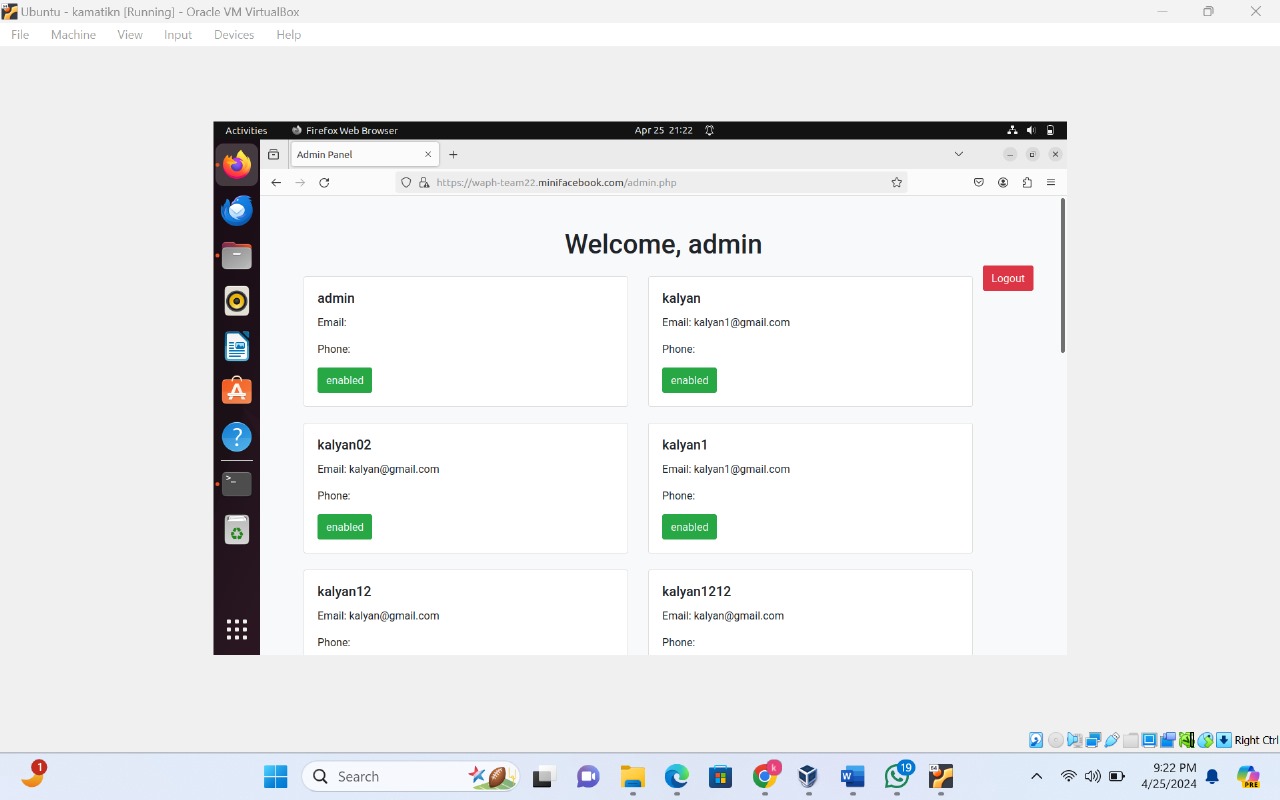 Ubuntu - kamatikn [Running] - Oracle VM VirtualBox
File Machine View Input Devices Help
Activities Firefox Web Browser Apr 25 21:22
Admin Panel
https://waph-team22.minifacebook.com/admin.php
Welcome, admin
Logout
admin
Email:
Phone:
enabled
kalyan
Email: kalyan1@gmail.com
Phone:
enabled
kalyan02
Email: kalyan@gmail.com
Phone:
enabled
kalyan1
Email: kalyan1@gmail.com
Phone:
enabled
kalyan12
Email: kalyan@gmail.com
Phone:
kalyan1212
Email: kalyan@gmail.com
Phone:
Right Ctrl
1
Search
k
19
64
9:22 PM
4/25/2024
PRE